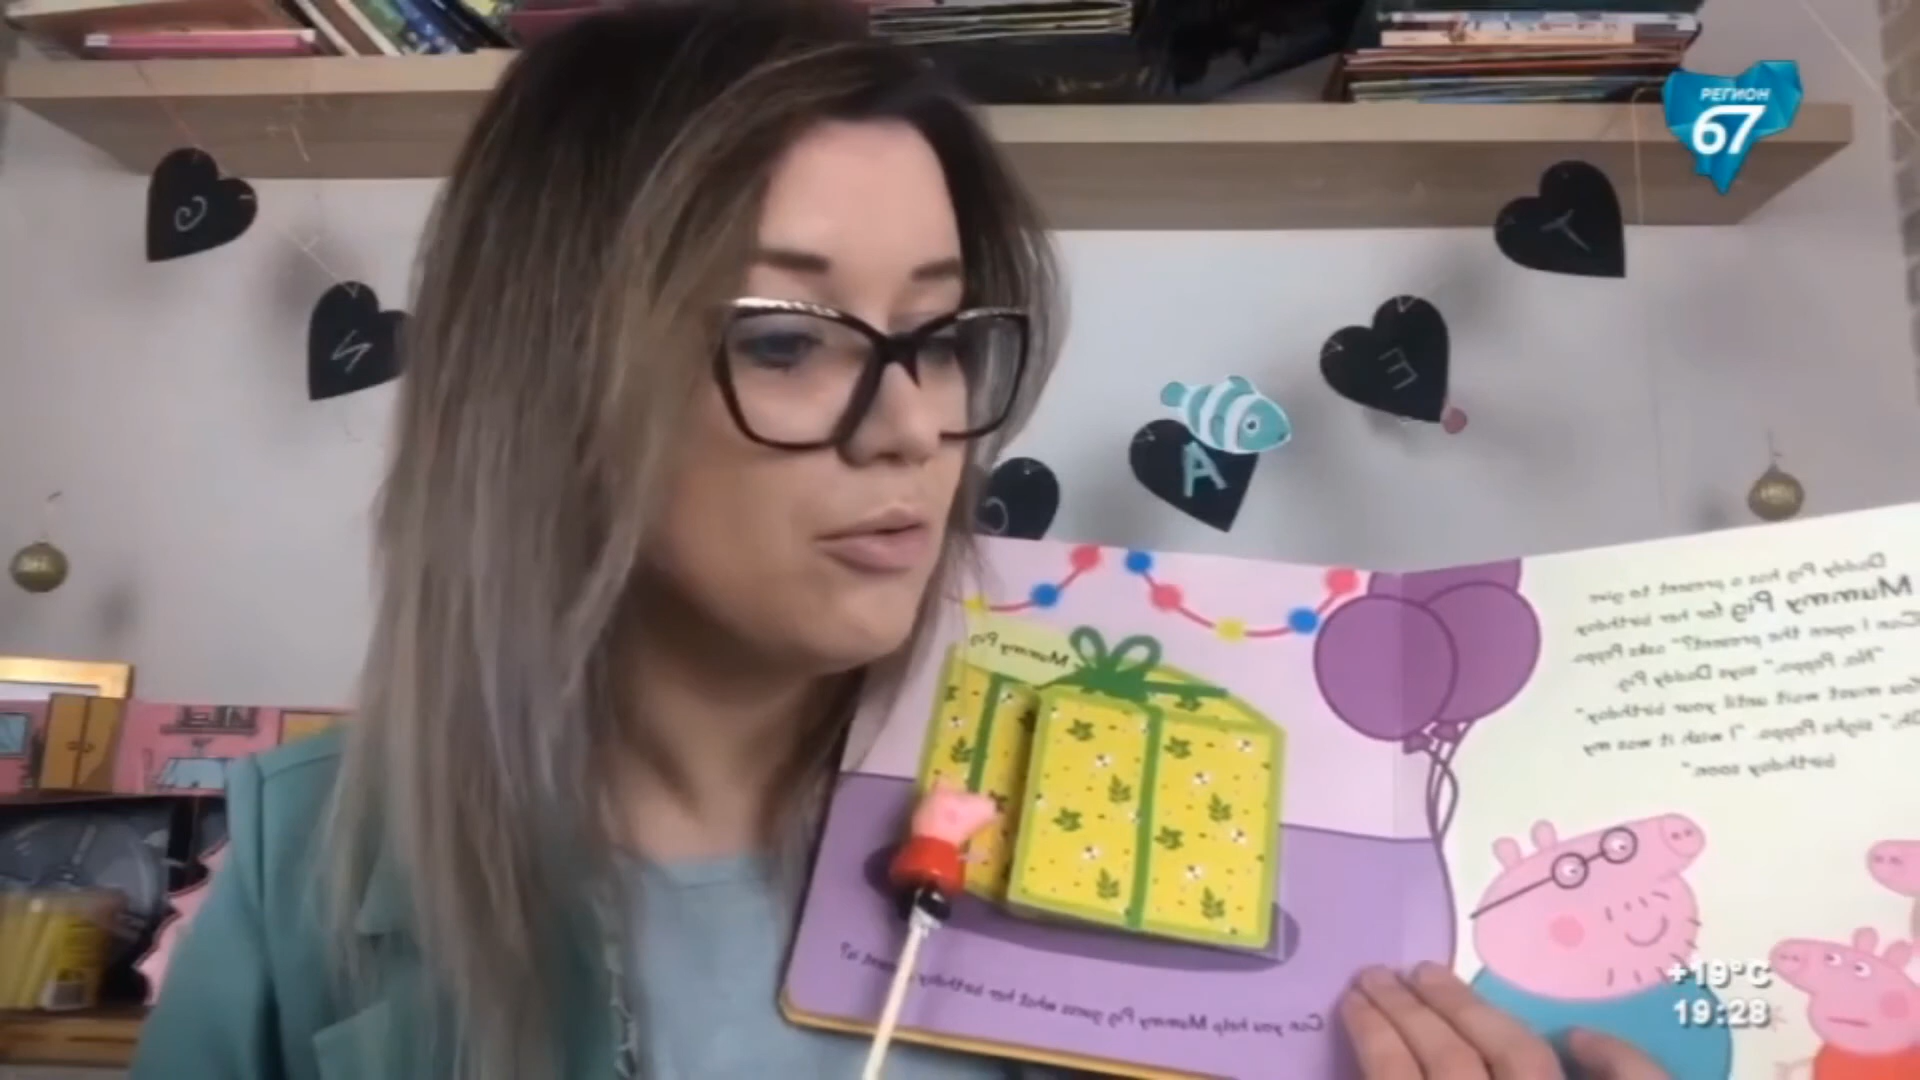 РЕГИОН
67
C
S
T
E
A
Mummy Pig
Daddy Pig has a present to give
Mummy Pig for her birthday.
"Can I open the present?" asks Peppa.
"No, Peppa," says Daddy Pig.
"You must wait until your birthday."
"Oh," sighs Peppa. "I wish it was my
birthday soon."
Can you help Mummy Pig guess what her birthday present is?
+19°C
19:28